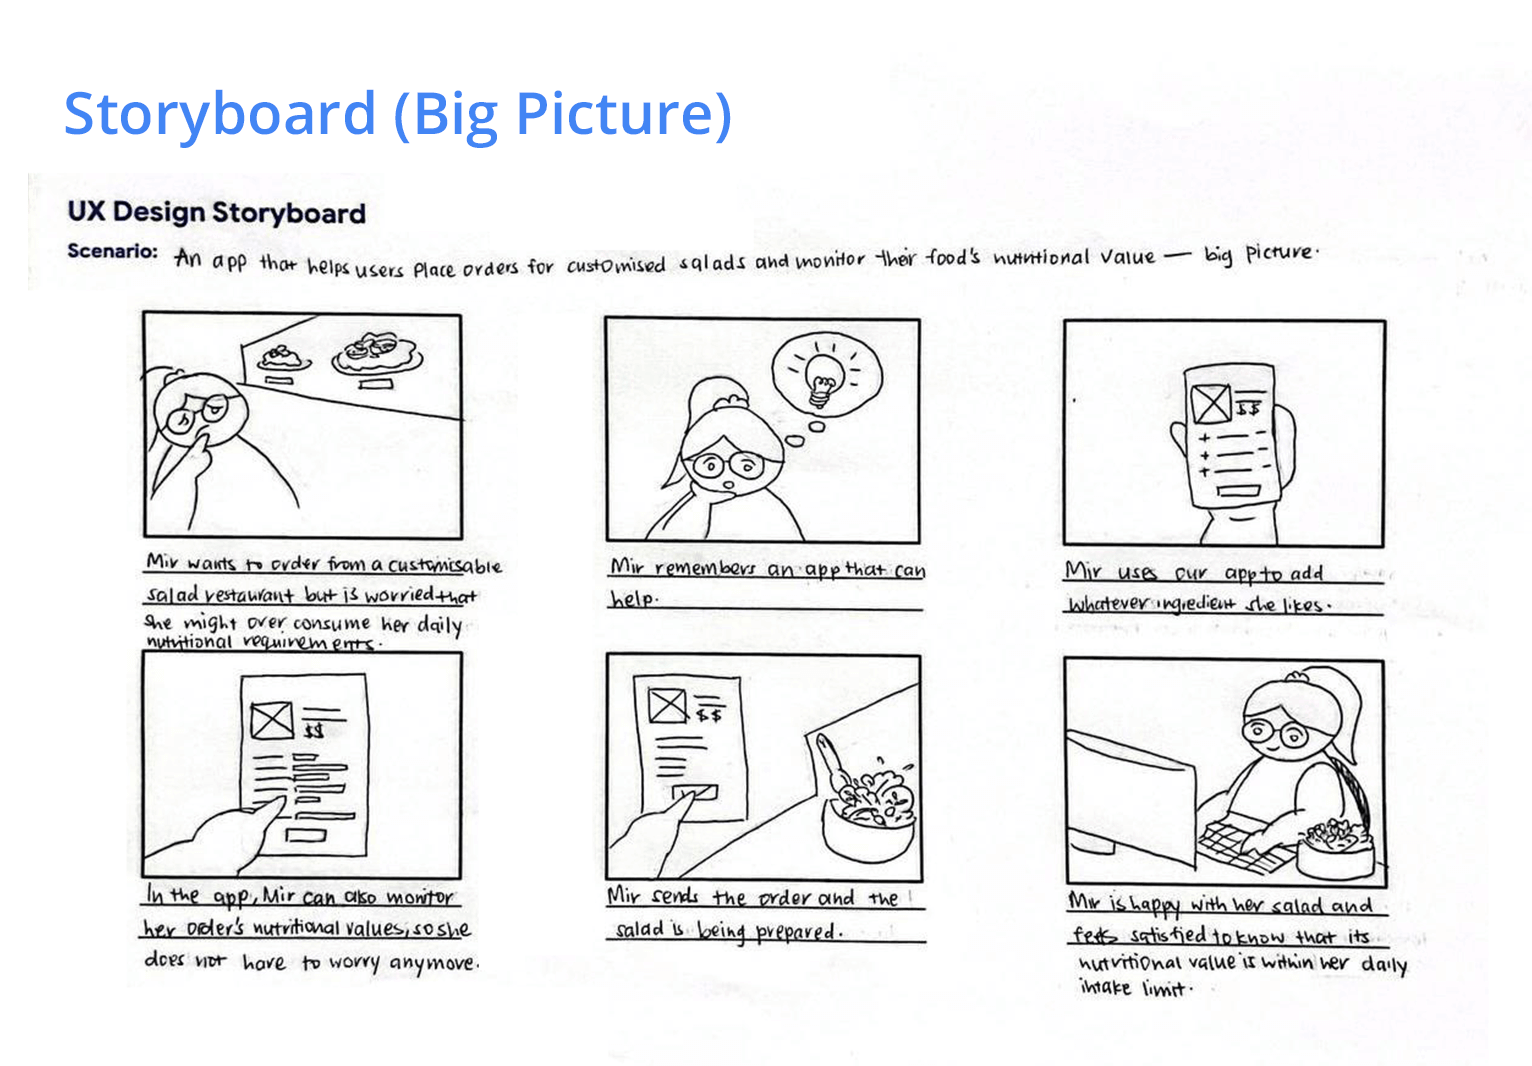 Storyboard (Big Picture)
UX Design Storyboard
Scenario: An app that helps users place orders for customised salads and monitor their food's nutritional value — big picture.
Mir wants to order from a customisable
salad restaurant but is worried that
she might over consume her daily
nutritional requirements.
Mir remembers an app that can
help.
Mir uses our app to add
whatever ingredient she likes.
$$
$$
$$
In the app, Mir can also monitor
her order's nutritional values, so she
does not have to worry anymore.
Mir sends the order and the
salad is being prepared.
Mir is happy with her salad and
feels satisfied to know that its
nutritional value is within her daily
intake limit.